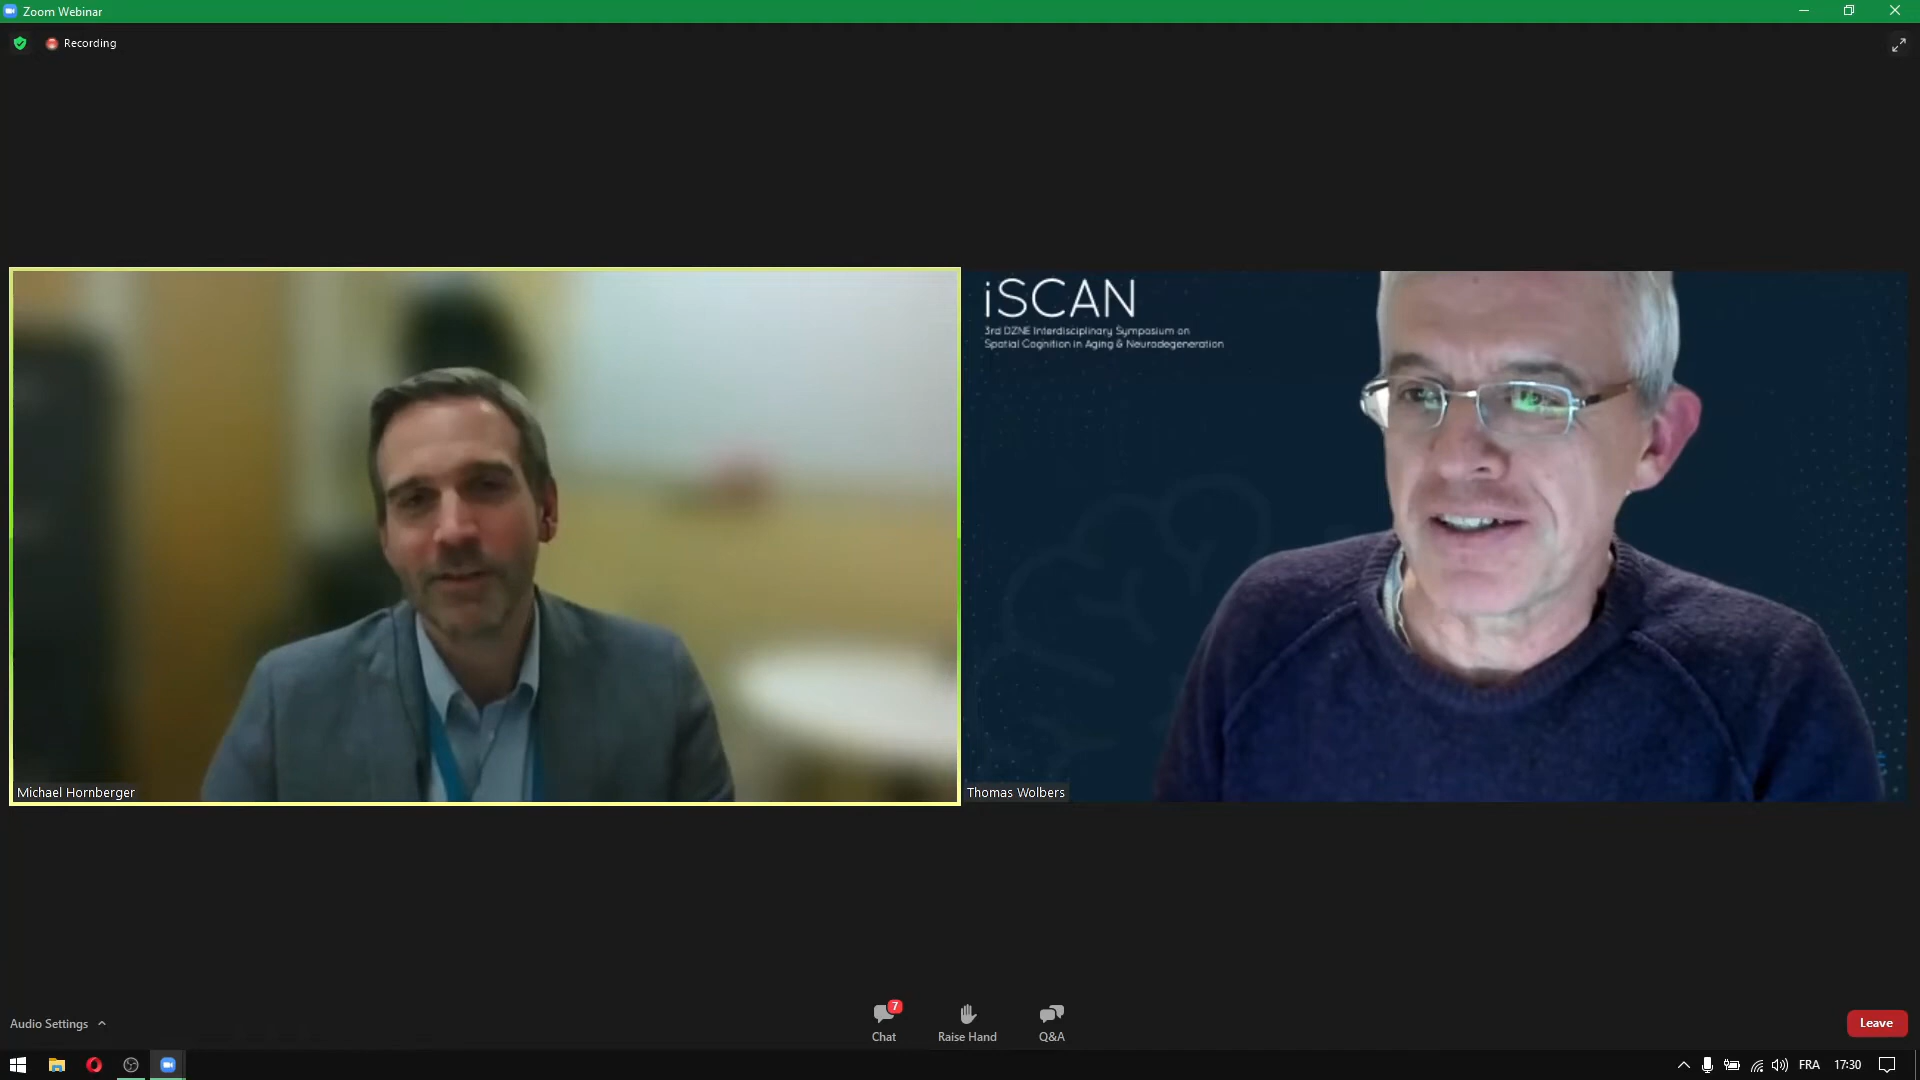 Zoom Webinar
Recording
iSCAN
3rd DZNE Interdisciplinary Symposium on
Spatial Cognition in Aging & Neurodegeneration
Michael Hornberger
Thomas Wolbers
Audio Settings
7
Chat
Raise Hand
Q&A
Leave
FRA
17:30